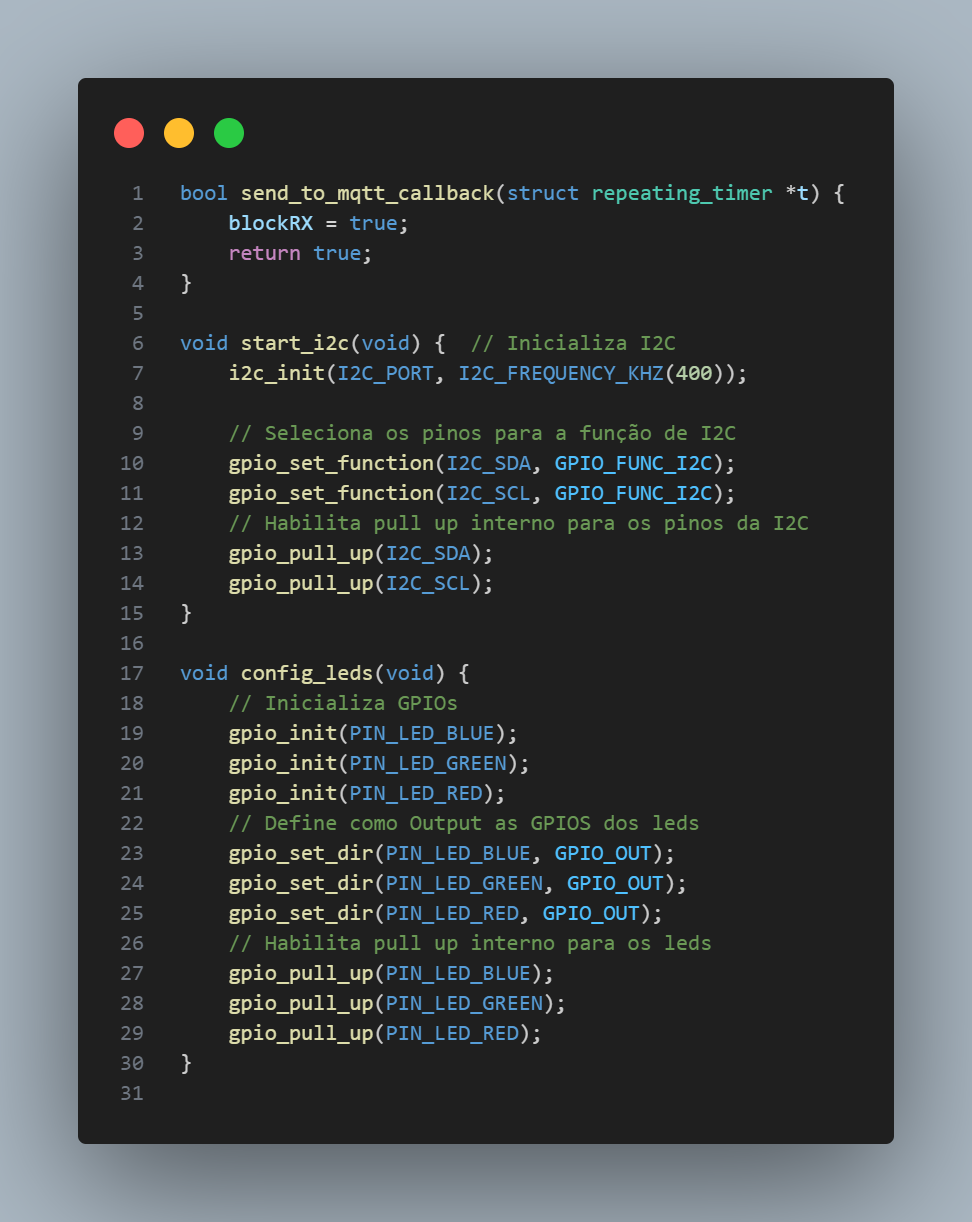 1 bool send_to_mqtt_callback(struct repeating_timer *t) {
2     blockRX = true;
3     return true;
4 }
5
6 void start_i2c(void) {  // Inicializa I2C
7     i2c_init(I2C_PORT, I2C_FREQUENCY_KHZ(400));
8
9     // Seleciona os pinos para a função de I2C
10     gpio_set_function(I2C_SDA, GPIO_FUNC_I2C);
11     gpio_set_function(I2C_SCL, GPIO_FUNC_I2C);
12     // Habilita pull up interno para os pinos da I2C
13     gpio_pull_up(I2C_SDA);
14     gpio_pull_up(I2C_SCL);
15 }
16
17 void config_leds(void) {
18     // Inicializa GPIOs
19     gpio_init(PIN_LED_BLUE);
20     gpio_init(PIN_LED_GREEN);
21     gpio_init(PIN_LED_RED);
22     // Define como Output as GPIOS dos leds
23     gpio_set_dir(PIN_LED_BLUE, GPIO_OUT);
24     gpio_set_dir(PIN_LED_GREEN, GPIO_OUT);
25     gpio_set_dir(PIN_LED_RED, GPIO_OUT);
26     // Habilita pull up interno para os leds
27     gpio_pull_up(PIN_LED_BLUE);
28     gpio_pull_up(PIN_LED_GREEN);
29     gpio_pull_up(PIN_LED_RED);
30 }
31